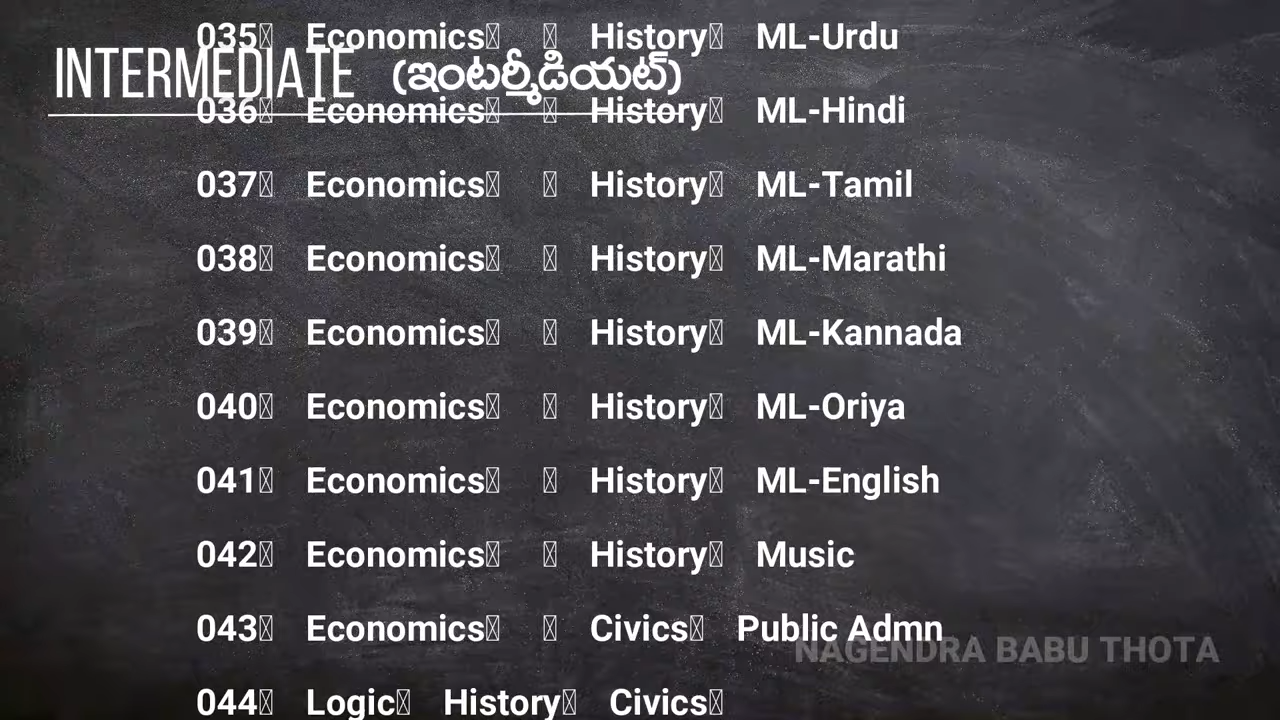 035 Economics History ML-Urdu
INTERMEDIATE (ఇంటర్మీడియట్)
036 Economics History ML-Hindi
037 Economics History ML-Tamil
038 Economics History ML-Marathi
039 Economics History ML-Kannada
040 Economics History ML-Oriya
041 Economics History ML-English
042 Economics History Music
043 Economics Civics Public Admn
NAGENDRA BABU THOTA
044 Logic History Civics